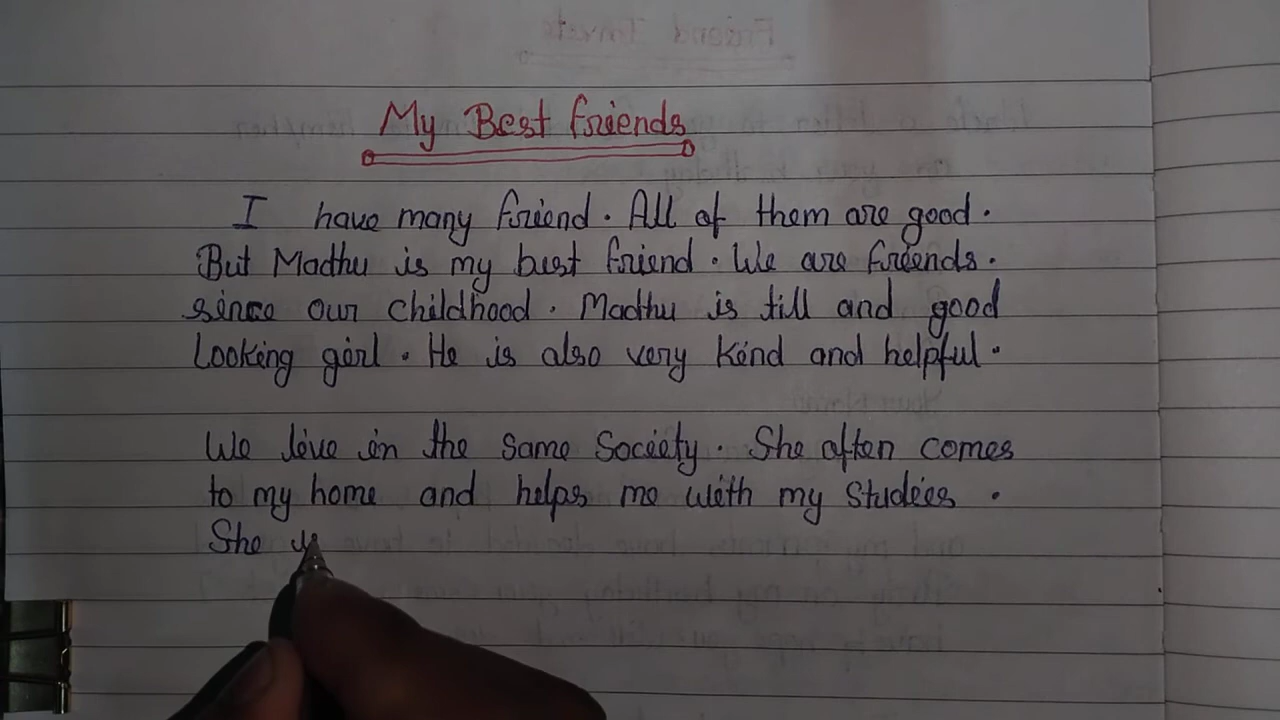 My Best friends
I have many friend. All of them are good.
But Madhu is my best friend. We are friends.
since our childhood. Madhu is till and good
looking girl. He is also very kind and helpful.
We live in the same society. She often comes
to my home and helps me with my studies.
She